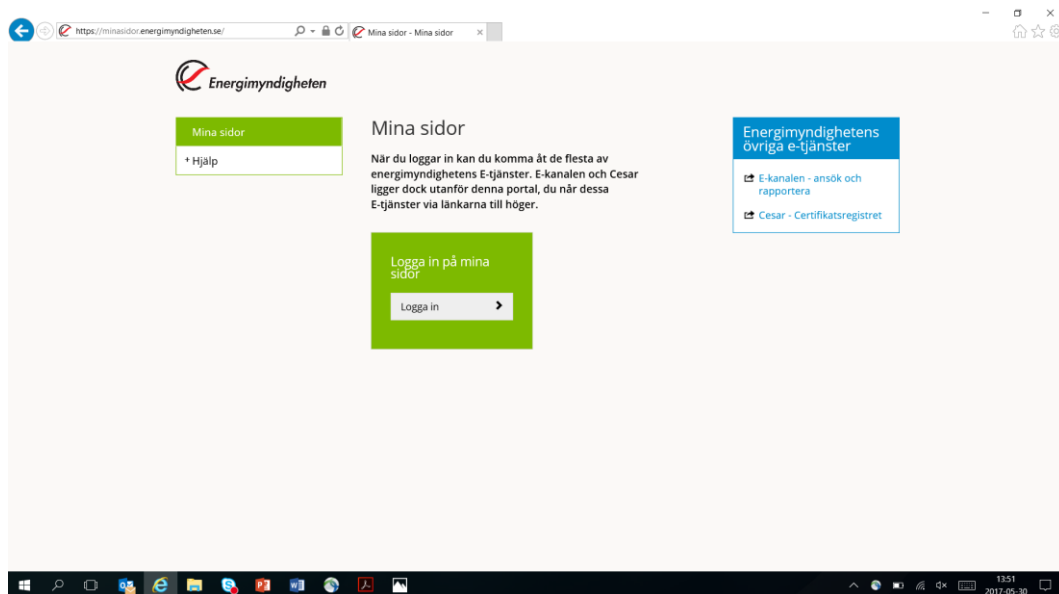 https://minasidor.energimyndigheten.se/
Mina sidor - Mina sidor
Energimyndigheten
Mina sidor
+ Hjälp
Mina sidor
När du loggar in kan du komma åt de flesta av
energimyndighetens E-tjänster. E-kanalen och Cesar
ligger dock utanför denna portal, du når dessa
E-tjänster via länkarna till höger.
Logga in på mina
sidor
Logga in
Energimyndighetens
övriga e-tjänster
E-kanalen - ansök och
rapportera
Cesar - Certifikatsregistret
13:51
2017-05-30